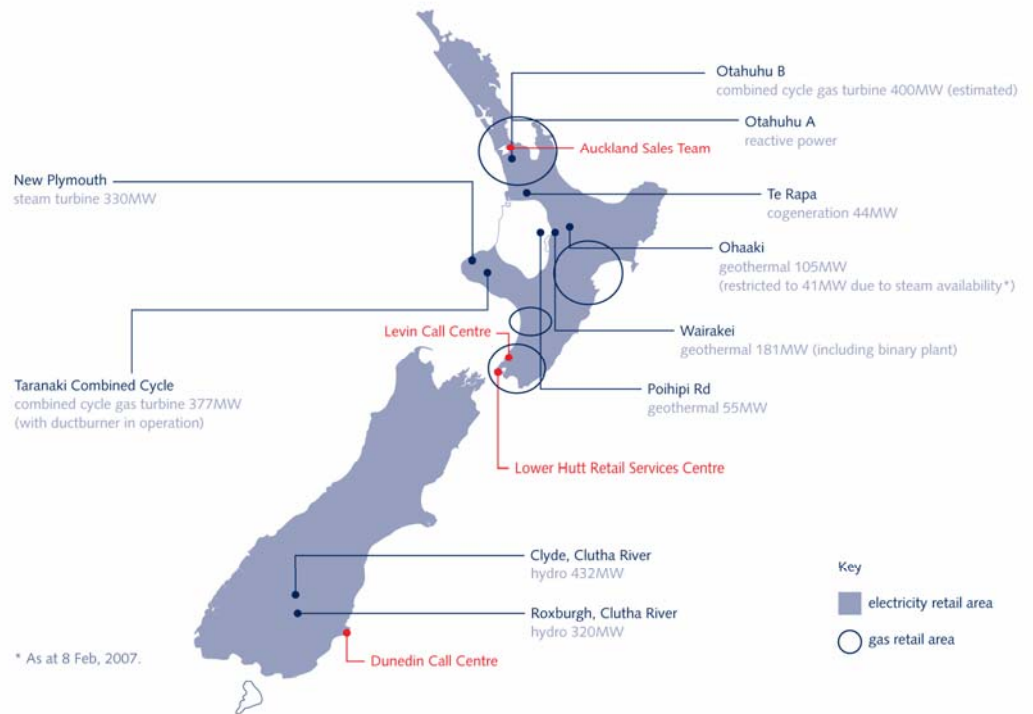 Otahuhu B
combined cycle gas turbine 400MW (estimated)
Otahuhu A
reactive power
Auckland Sales Team
New Plymouth
steam turbine 330MW
Te Rapa
cogeneration 44MW
Ohaaki
geothermal 105MW
(restricted to 41MW due to steam availability*)
Levin Call Centre
Wairakei
geothermal 181MW (including binary plant)
Taranaki Combined Cycle
combined cycle gas turbine 377MW
(with ductburner in operation)
Poihipi Rd
geothermal 55MW
Lower Hutt Retail Services Centre
Clyde, Clutha River
hydro 432MW
Roxburgh, Clutha River
hydro 320MW
Dunedin Call Centre
Key
electricity retail area
gas retail area
* As at 8 Feb, 2007.